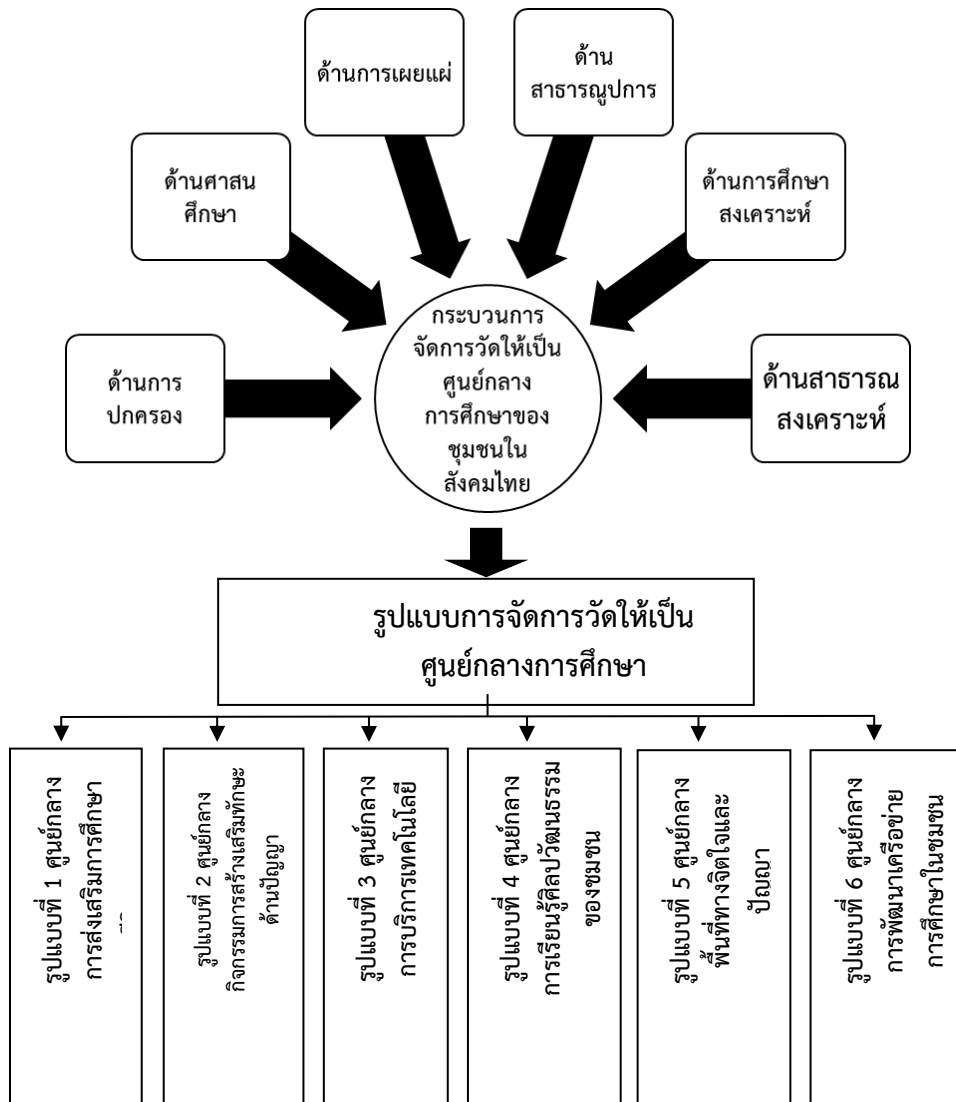 ด้านการเผยแผ่
ด้าน
สาธารณูปการ
ด้านศาสน
ศึกษา
ด้านการศึกษา
สงเคราะห์
ด้านการ
ปกครอง
กระบวนการ
จัดการวัดให้เป็น
ศูนย์กลาง
การศึกษาของ
ชุมชนใน
สังคมไทย
ด้านสาธารณ
สงเคราะห์
รูปแบบการจัดการวัดให้เป็น
ศูนย์กลางการศึกษา
รูปแบบที่ 1 ศูนย์กลาง
การส่งเสริมการศึกษา
รูปแบบที่ 2 ศูนย์กลาง
กิจกรรมการสร้างเสริมทักษะ
ด้านปัญญา
รูปแบบที่ 3 ศูนย์กลาง
การบริการเทคโนโลยี
รูปแบบที่ 4 ศูนย์กลาง
การเรียนรู้ศิลปวัฒนธรรม
ของชุมชน
รูปแบบที่ 5 ศูนย์กลาง
พื้นที่ทางจิตใจและ
ปัญญา
รูปแบบที่ 6 ศูนย์กลาง
การพัฒนาเครือข่าย
การศึกษาในชุมชน